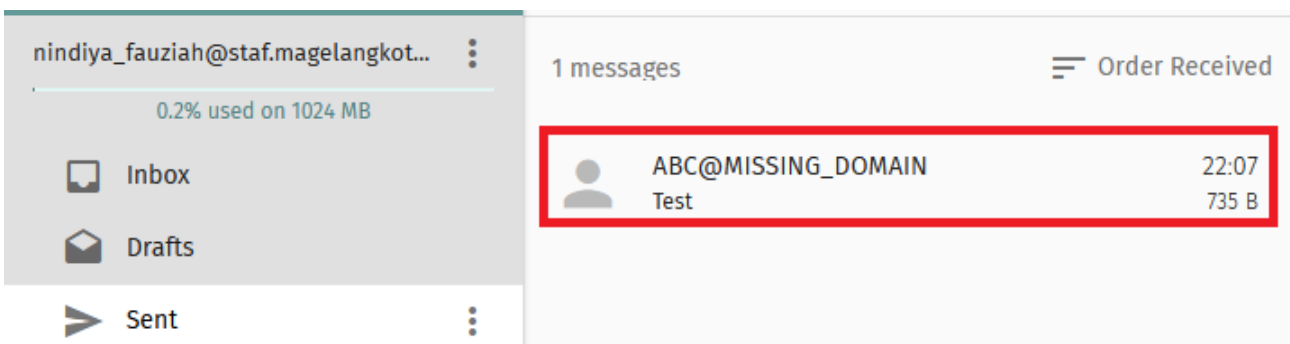 nindiya_fauziah@staf.magelangkot...
0.2% used on 1024 MB
Inbox
Drafts
Sent
1 messages
Order Received
ABC@MISSING_DOMAIN 22:07
Test 735 B